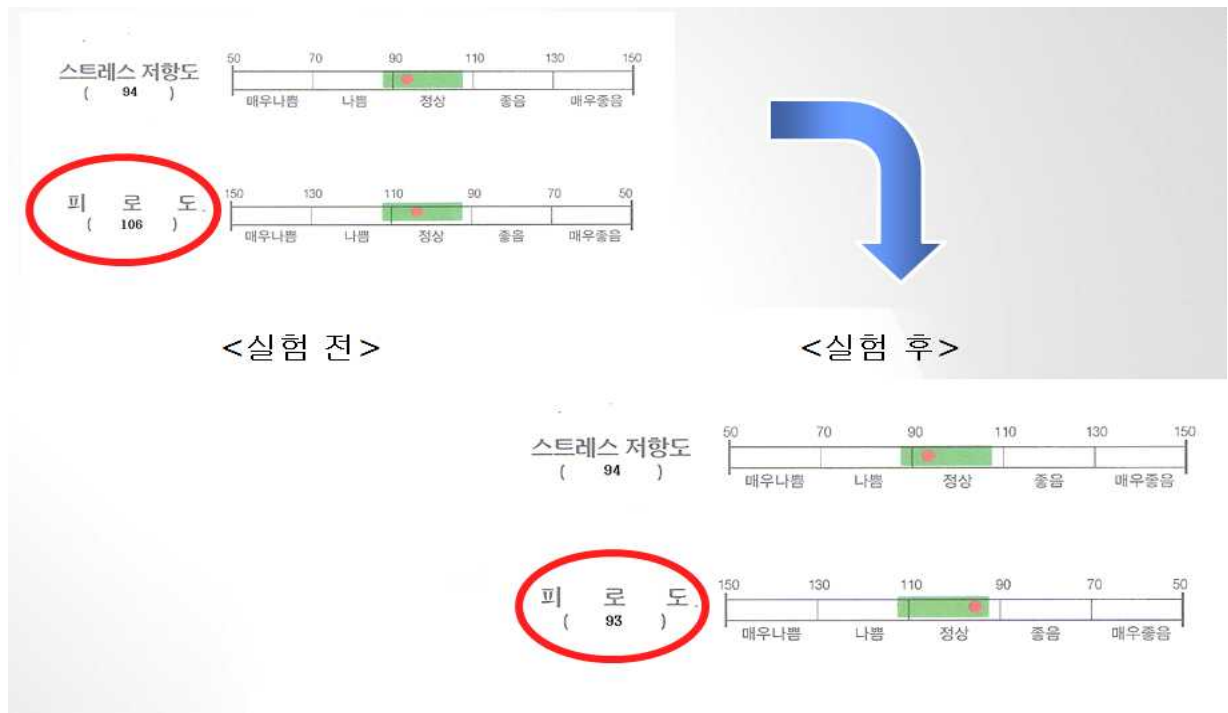 50 70 90 110 130 150
스트레스 저항도
( 94 )
매우나쁨 나쁨 정상 좋음 매우좋음
150 130 110 90 70 50
피 로 도.
( 106 )
매우나쁨 나쁨 정상 좋음 매우좋음
<실험 전>
<실험 후>
50 70 90 110 130 150
스트레스 저항도
( 94 )
매우나쁨 나쁨 정상 좋음 매우좋음
150 130 110 90 70 50
피 로 도.
( 93 )
매우나쁨 나쁨 정상 좋음 매우좋음